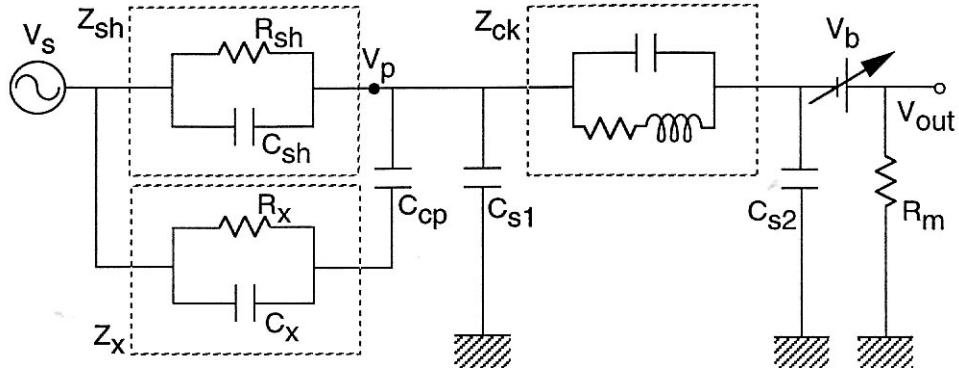 Vs
Zsh
Rsh
Csh
Vp
Zck
Vb
Vout
Rx
Cx
Zx
Ccp
Cs1
Cs2
Rm